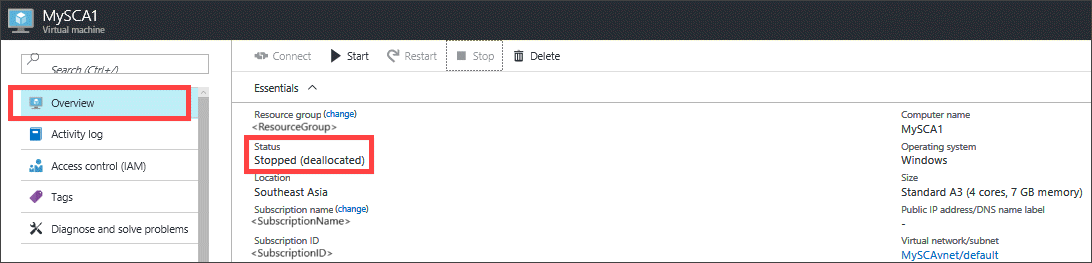 MySCA1
Virtual machine
Search (Ctrl+/)
Overview
Activity log
Access control (IAM)
Tags
Diagnose and solve problems
Connect Start Restart Stop Delete
Essentials
Resource group (change)
<ResourceGroup>
Status
Stopped (deallocated)
Location
Southeast Asia
Subscription name (change)
<SubscriptionName>
Subscription ID
<SubscriptionID>
Computer name
MySCA1
Operating system
Windows
Size
Standard A3 (4 cores, 7 GB memory)
Public IP address/DNS name label
-
Virtual network/subnet
MySCAvnet/default